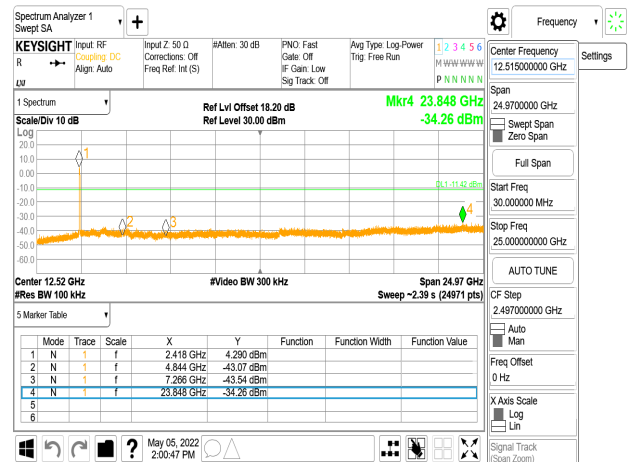 Spectrum Analyzer 1
Swept SA
Frequency
KEYSIGHT
R
Input: RF
Coupling: DC
Align: Auto
Input Z: 50 Ω
Corrections: Off
Freq Ref: Int (S)
#Atten: 30 dB
PNO: Fast
Gate: Off
IF Gain: Low
Sig Track: Off
Avg Type: Log-Power
Trig: Free Run
1 2 3 4 5 6
M W W W W W
P N N N N N
1 Spectrum
Scale/Div 10 dB
Ref Lvl Offset 18.20 dB
Ref Level 30.00 dBm
Mkr4 23.848 GHz
-34.26 dBm
Log
20.0
10.0
0.00
-10.0
-20.0
-30.0
-40.0
-50.0
-60.0
1
2
3
4
DL1 -11.42 dBm
Center 12.52 GHz
#Res BW 100 kHz
#Video BW 300 kHz
Span 24.97 GHz
Sweep ~2.39 s (24971 pts)
5 Marker Table
Mode Trace Scale X Y Function Function Width Function Value
1 N 1 f 2.418 GHz 4.290 dBm
2 N 1 f 4.844 GHz -43.07 dBm
3 N 1 f 7.266 GHz -43.54 dBm
4 N 1 f 23.848 GHz -34.26 dBm
5
6
May 05, 2022
2:00:47 PM
Center Frequency
12.515000000 GHz
Settings
Span
24.9700000 GHz
Swept Span
Zero Span
Full Span
Start Freq
30.000000 MHz
Stop Freq
25.00000000 GHz
AUTO TUNE
CF Step
2.497000000 GHz
Auto
Man
Freq Offset
0 Hz
X Axis Scale
Log
Lin
Signal Track
(Span Zoom)